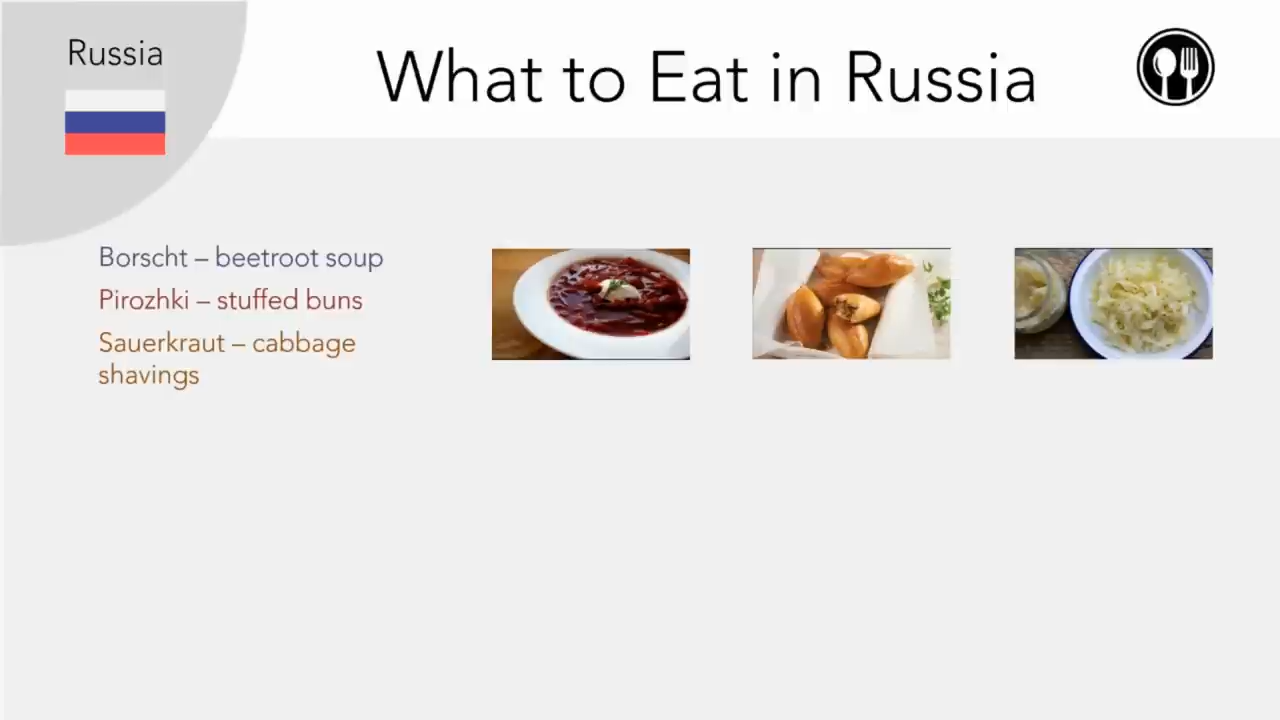 Russia
What to Eat in Russia
Borscht – beetroot soup
Pirozhki – stuffed buns
Sauerkraut – cabbage
shavings